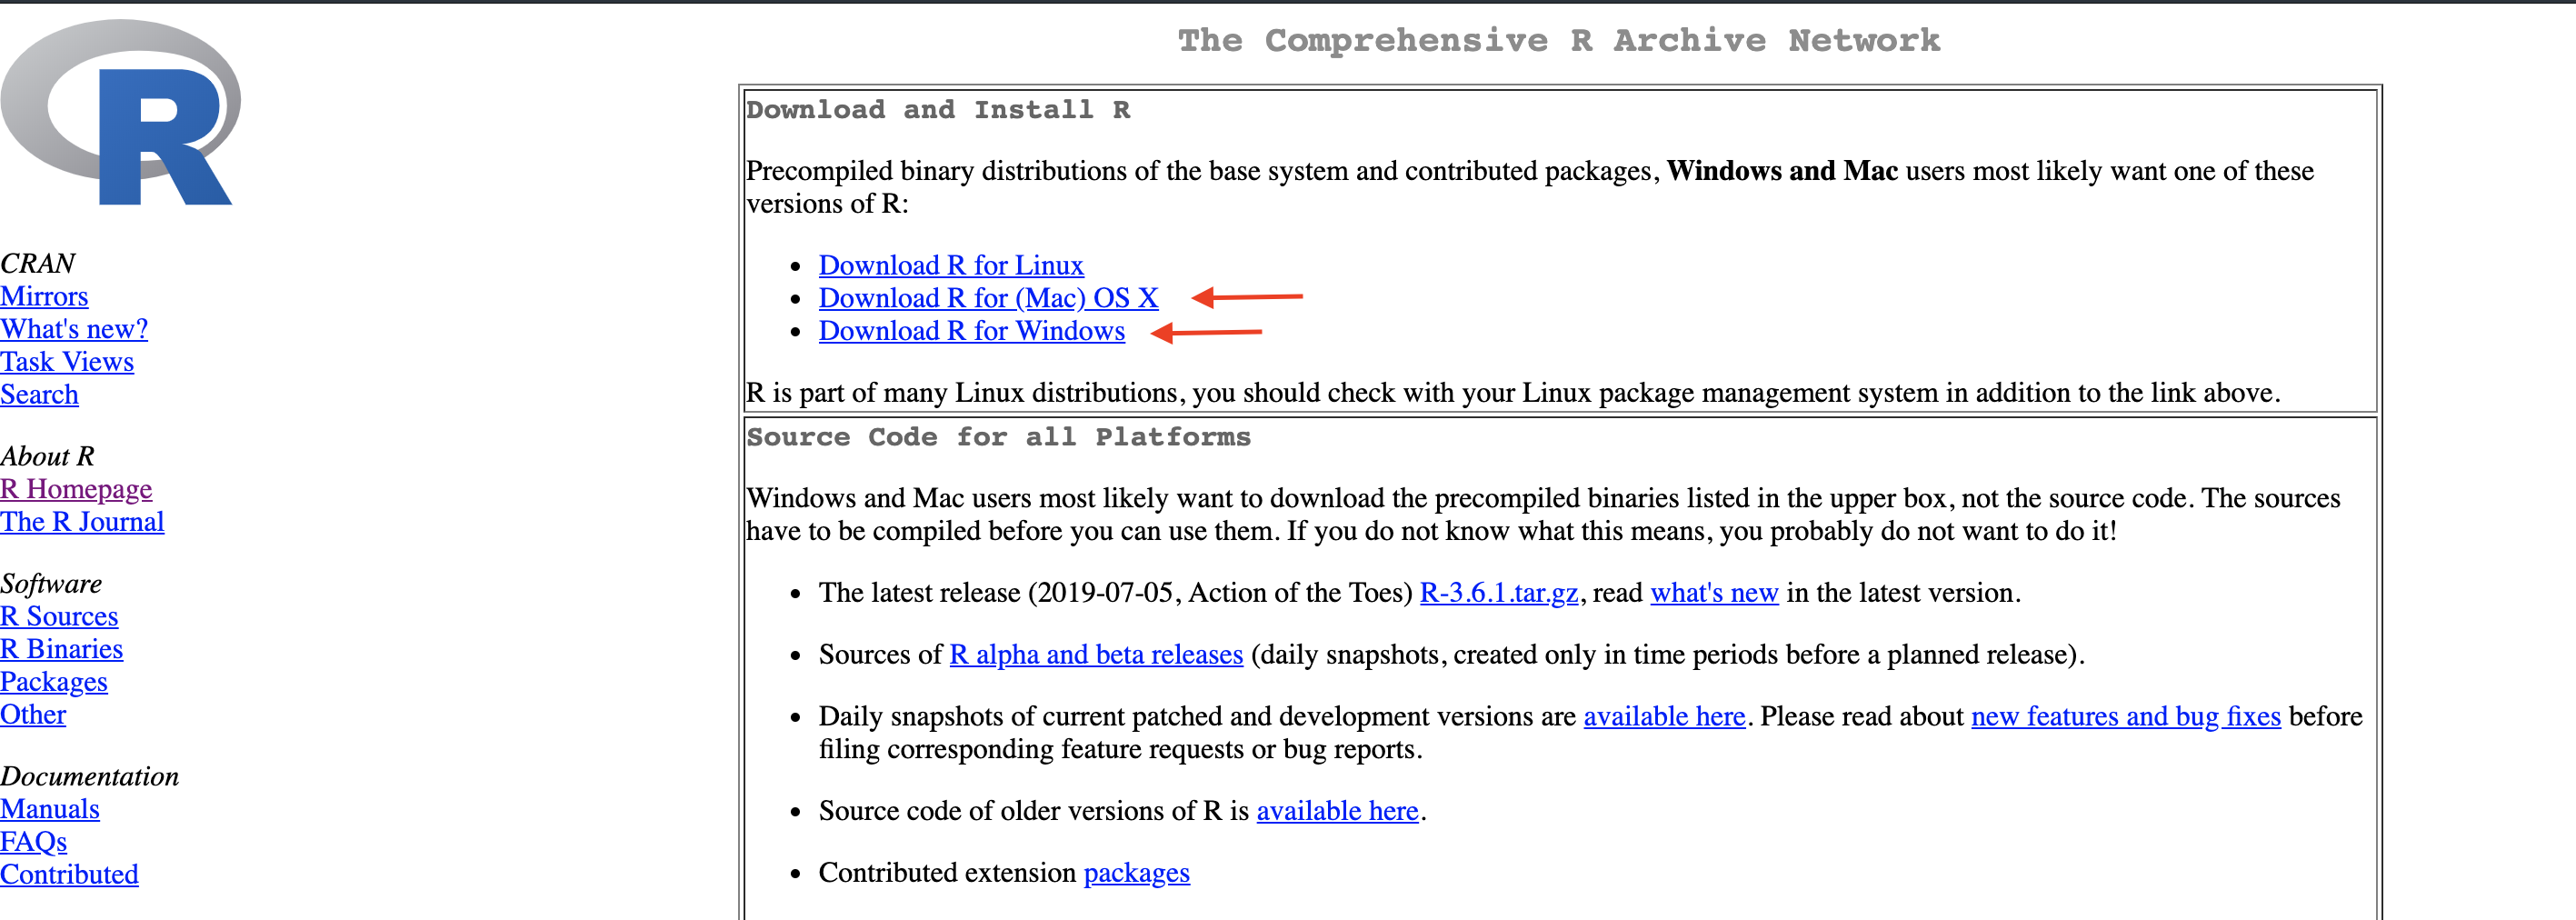 R
CRAN
Mirrors
What's new?
Task Views
Search
About R
R Homepage
The R Journal
Software
R Sources
R Binaries
Packages
Other
Documentation
Manuals
FAQs
Contributed
The Comprehensive R Archive Network
Download and Install R
Precompiled binary distributions of the base system and contributed packages, Windows and Mac users most likely want one of these
versions of R:
• Download R for Linux
• Download R for (Mac) OS X
• Download R for Windows
R is part of many Linux distributions, you should check with your Linux package management system in addition to the link above.
Source Code for all Platforms
Windows and Mac users most likely want to download the precompiled binaries listed in the upper box, not the source code. The sources
have to be compiled before you can use them. If you do not know what this means, you probably do not want to do it!
• The latest release (2019-07-05, Action of the Toes) R-3.6.1.tar.gz, read what's new in the latest version.
• Sources of R alpha and beta releases (daily snapshots, created only in time periods before a planned release).
• Daily snapshots of current patched and development versions are available here. Please read about new features and bug fixes before
filing corresponding feature requests or bug reports.
• Source code of older versions of R is available here.
• Contributed extension packages